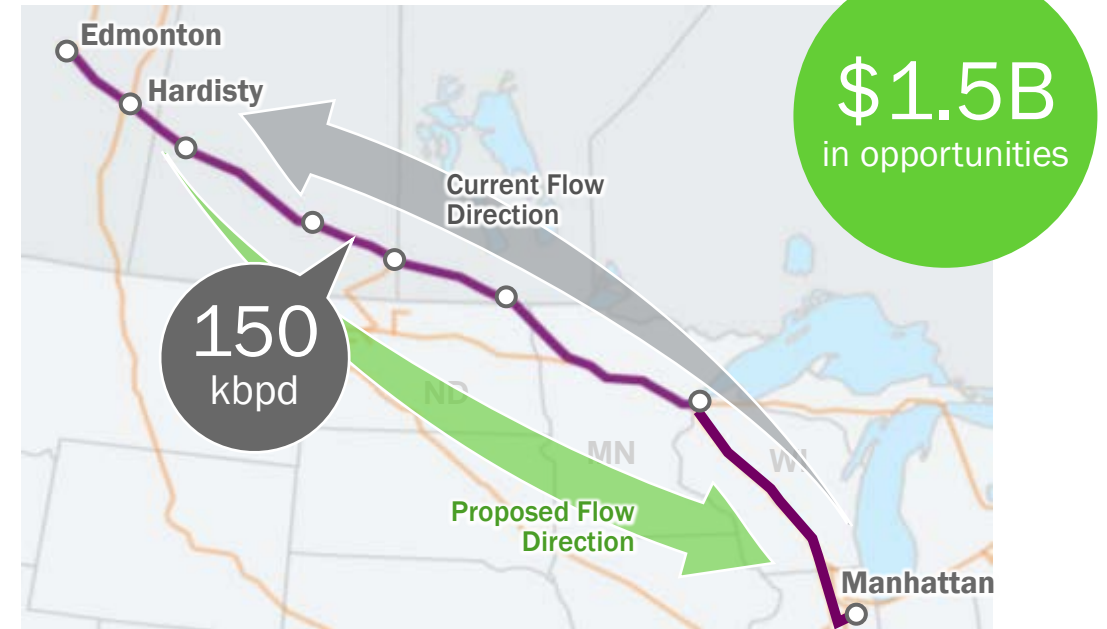 Edmonton
Hardisty
$1.5B
in opportunities
Current Flow
Direction
150
kbpd
ND
MN
WI
Proposed Flow
Direction
Manhattan